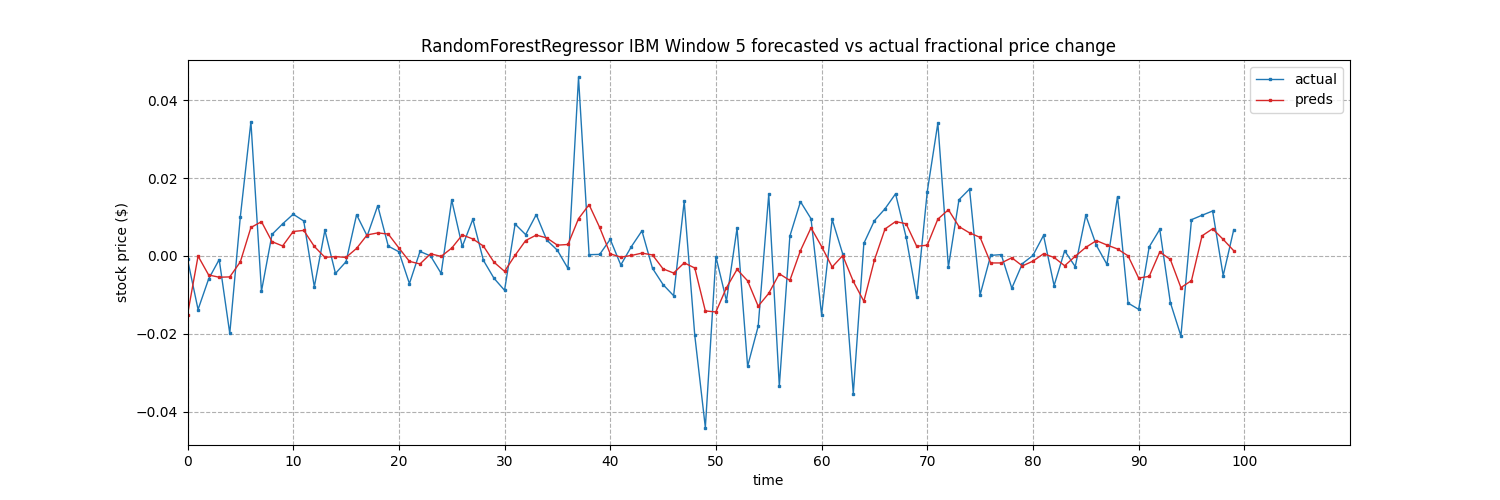 RandomForestRegressor IBM Window 5 forecasted vs actual fractional price change
actual
preds
stock price ($)
0.04
0.02
0.00
−0.02
−0.04
0 10 20 30 40 50 60 70 80 90 100
time